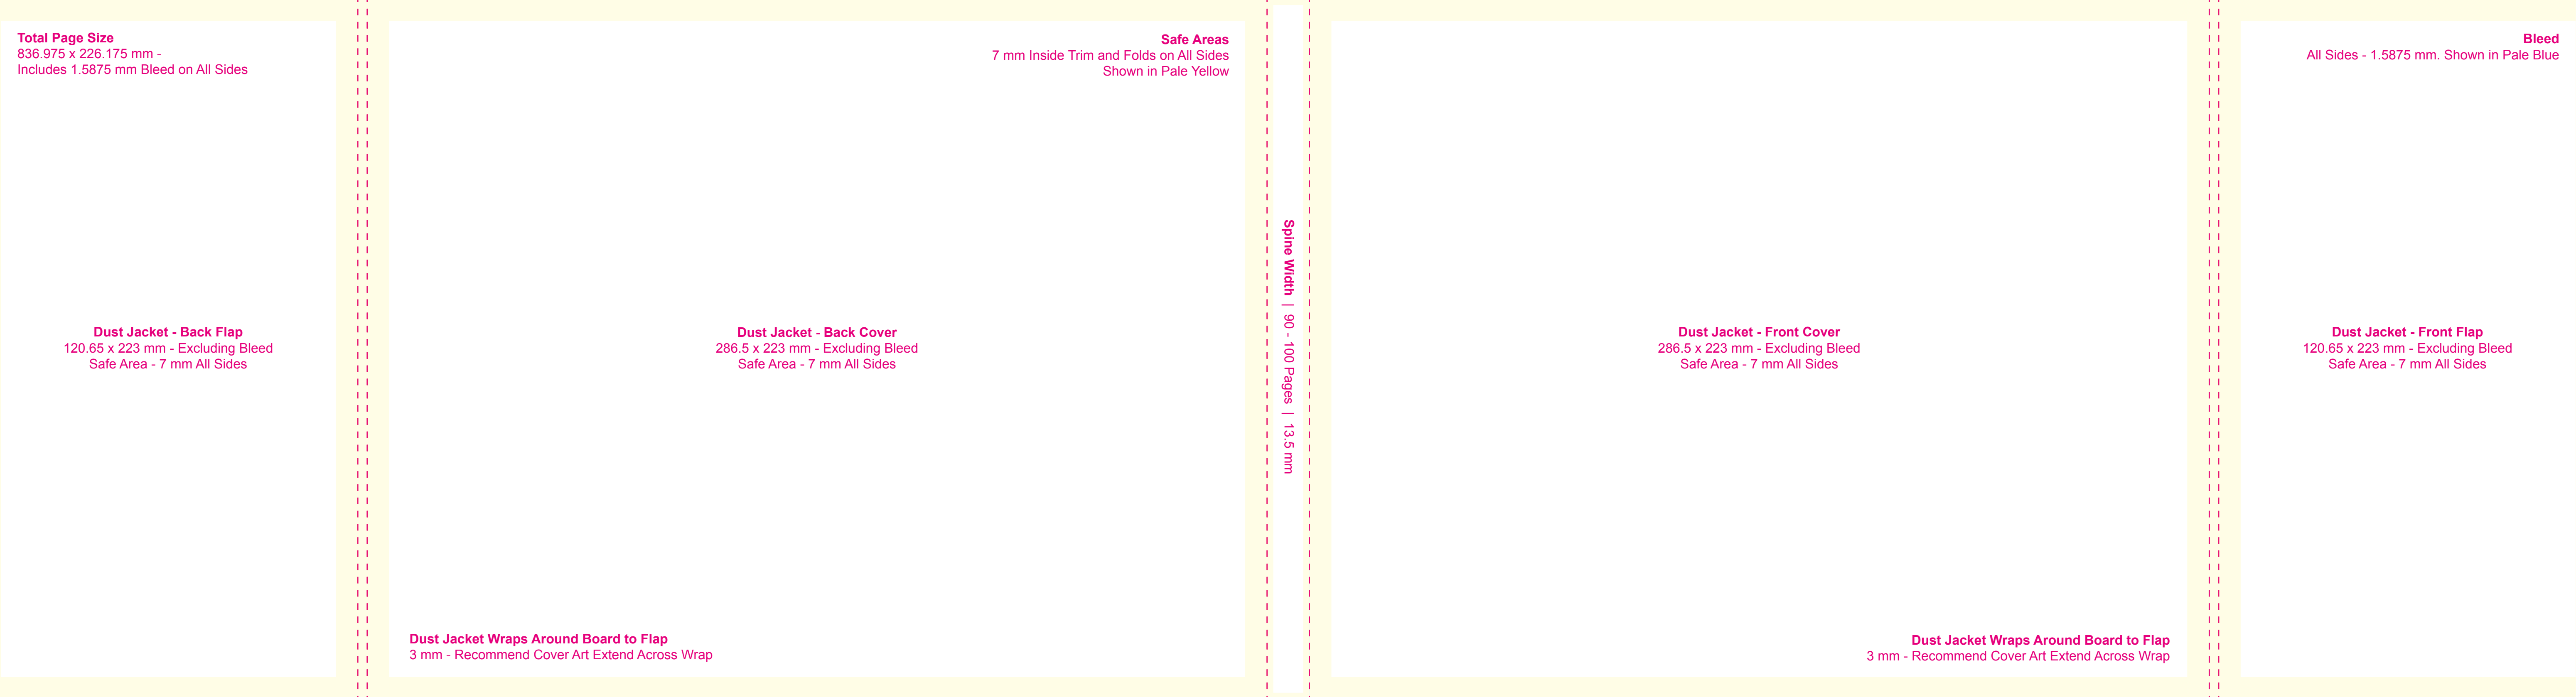 Total Page Size
836.975 x 226.175 mm -
Includes 1.5875 mm Bleed on All Sides
Dust Jacket - Back Flap
120.65 x 223 mm - Excluding Bleed
Safe Area - 7 mm All Sides
Safe Areas
7 mm Inside Trim and Folds on All Sides
Shown in Pale Yellow
Dust Jacket - Back Cover
286.5 x 223 mm - Excluding Bleed
Safe Area - 7 mm All Sides
Dust Jacket Wraps Around Board to Flap
3 mm - Recommend Cover Art Extend Across Wrap
Spine Width | 90 - 100 Pages | 13.5 mm
Dust Jacket - Front Cover
286.5 x 223 mm - Excluding Bleed
Safe Area - 7 mm All Sides
Dust Jacket Wraps Around Board to Flap
3 mm - Recommend Cover Art Extend Across Wrap
Bleed
All Sides - 1.5875 mm. Shown in Pale Blue
Dust Jacket - Front Flap
120.65 x 223 mm - Excluding Bleed
Safe Area - 7 mm All Sides